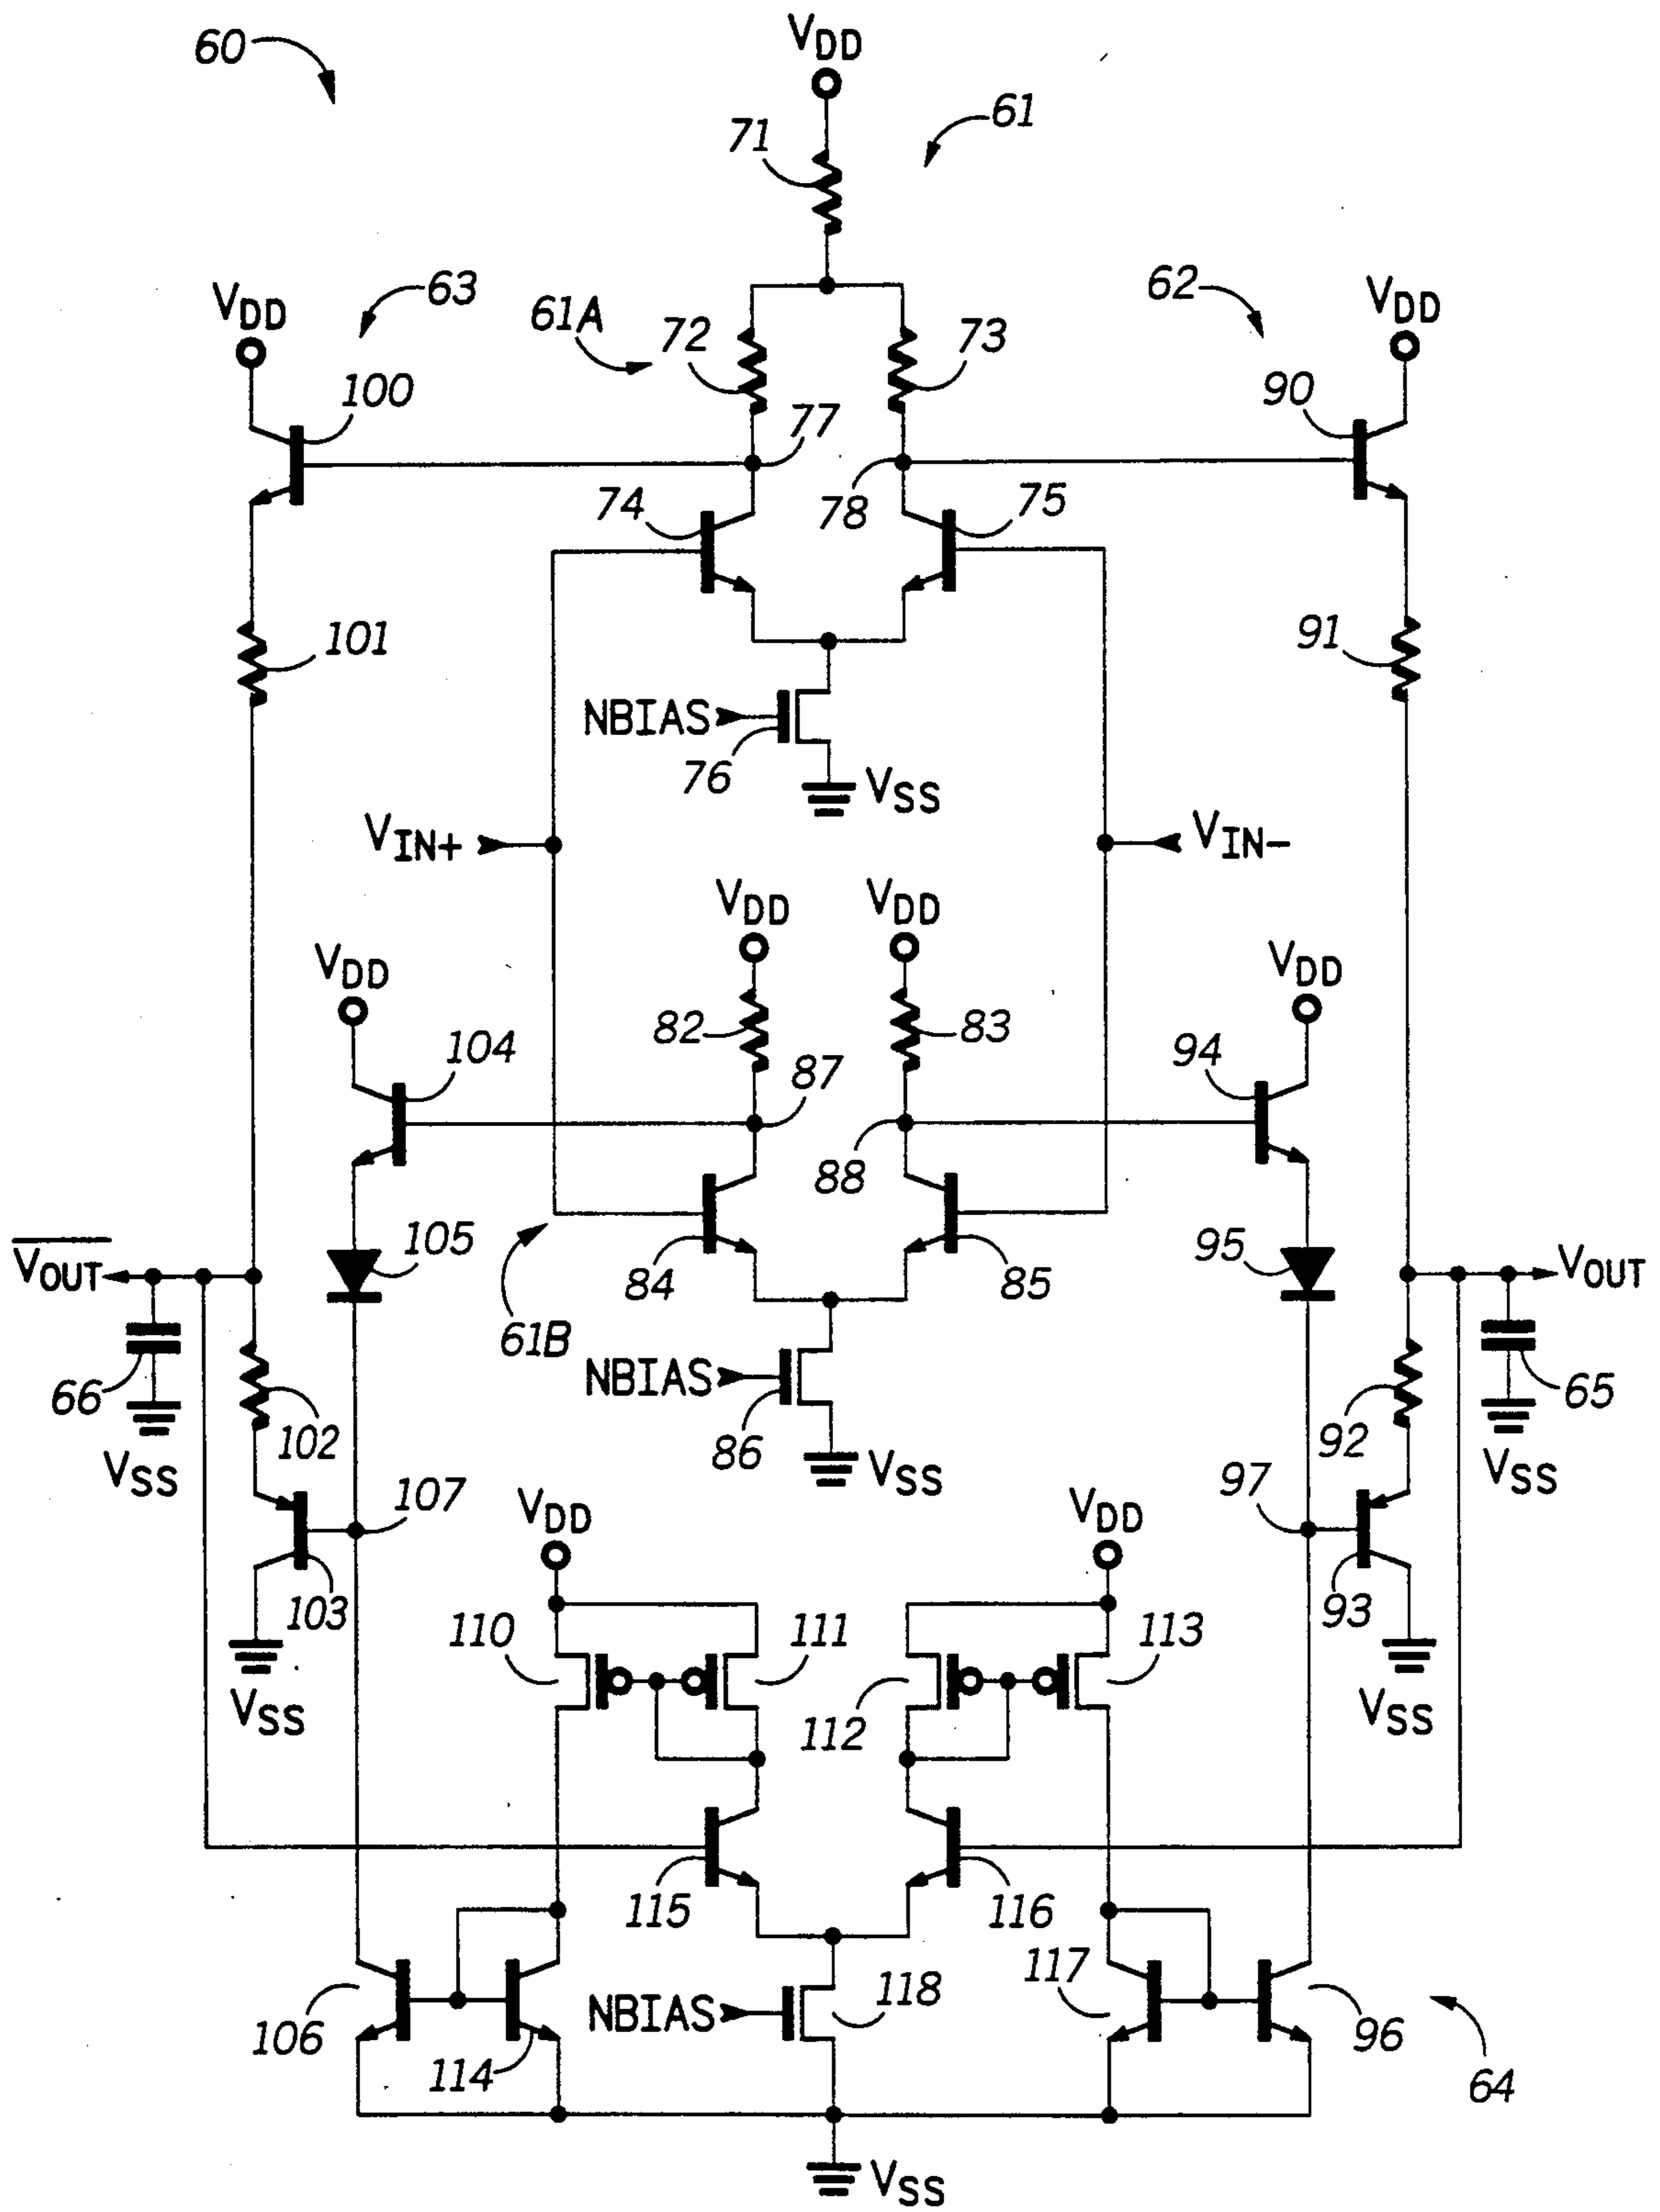 60
VDD
61
71
63
62
VDD
61A
72
73
VDD
100
77
90
74
78
75
101
91
NBIAS
76
VSS
VIN+
VIN-
VDD
VDD
VDD
VDD
82
83
104
87
94
88
VOUT
105
84
85
95
VOUT
61B
66
NBIAS
65
102
86
VSS
92
VSS
VSS
107
VDD
VDD
97
103
93
110
111
112
113
VSS
VSS
115
116
106
114
NBIAS
118
117
96
64
VSS